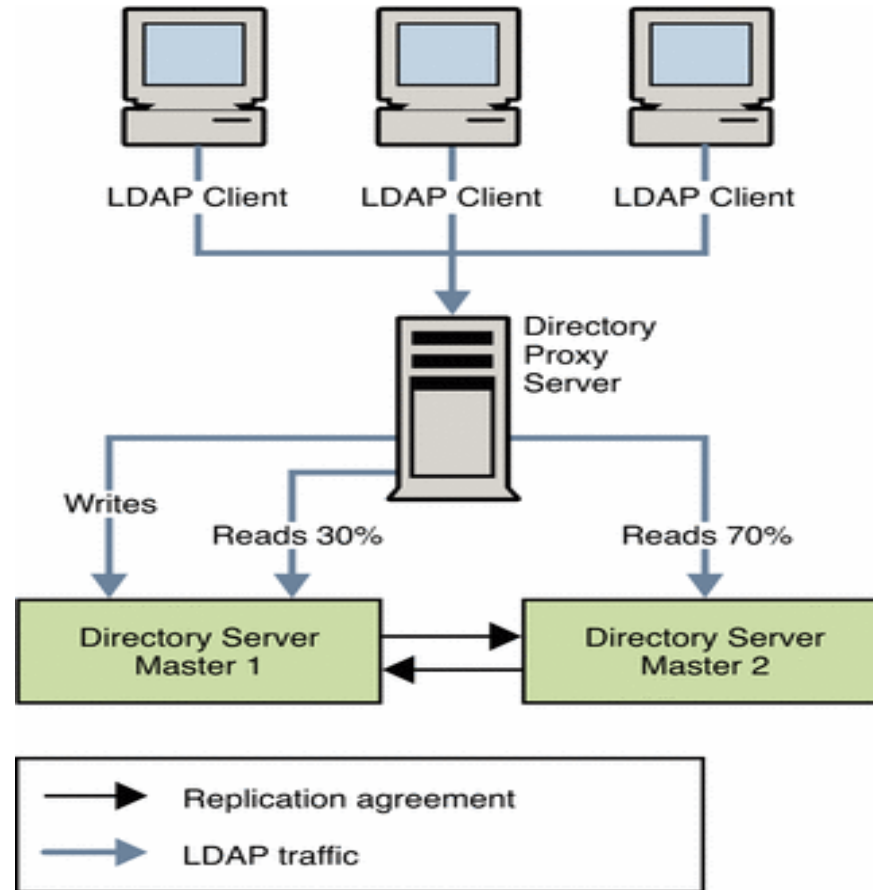 LDAP Client
LDAP Client
LDAP Client
Directory
Proxy
Server
Writes
Reads 30%
Reads 70%
Directory Server
Master 1
Directory Server
Master 2
Replication agreement
LDAP traffic